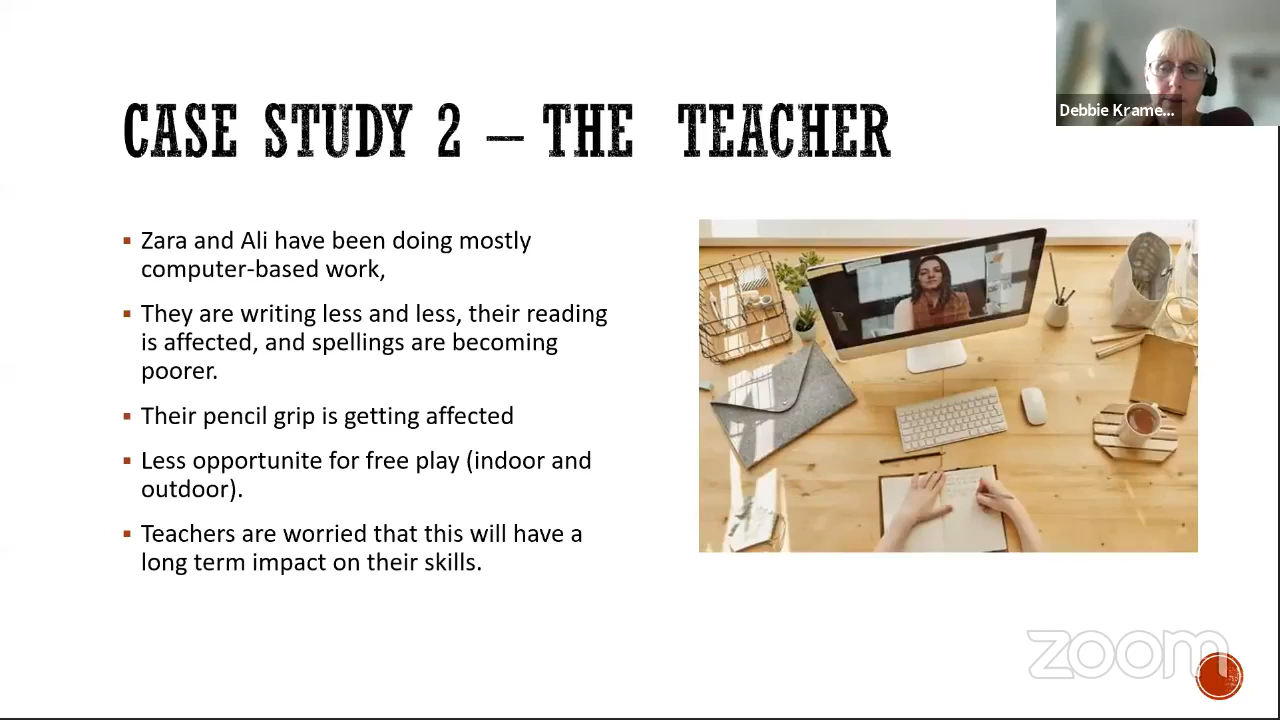 Debbie Krame...
CASE STUDY 2 – THE TEACHER
▪ Zara and Ali have been doing mostly
computer-based work,
▪ They are writing less and less, their reading
is affected, and spellings are becoming
poorer.
▪ Their pencil grip is getting affected
▪ Less opportunite for free play (indoor and
outdoor).
▪ Teachers are worried that this will have a
long term impact on their skills.
zoom